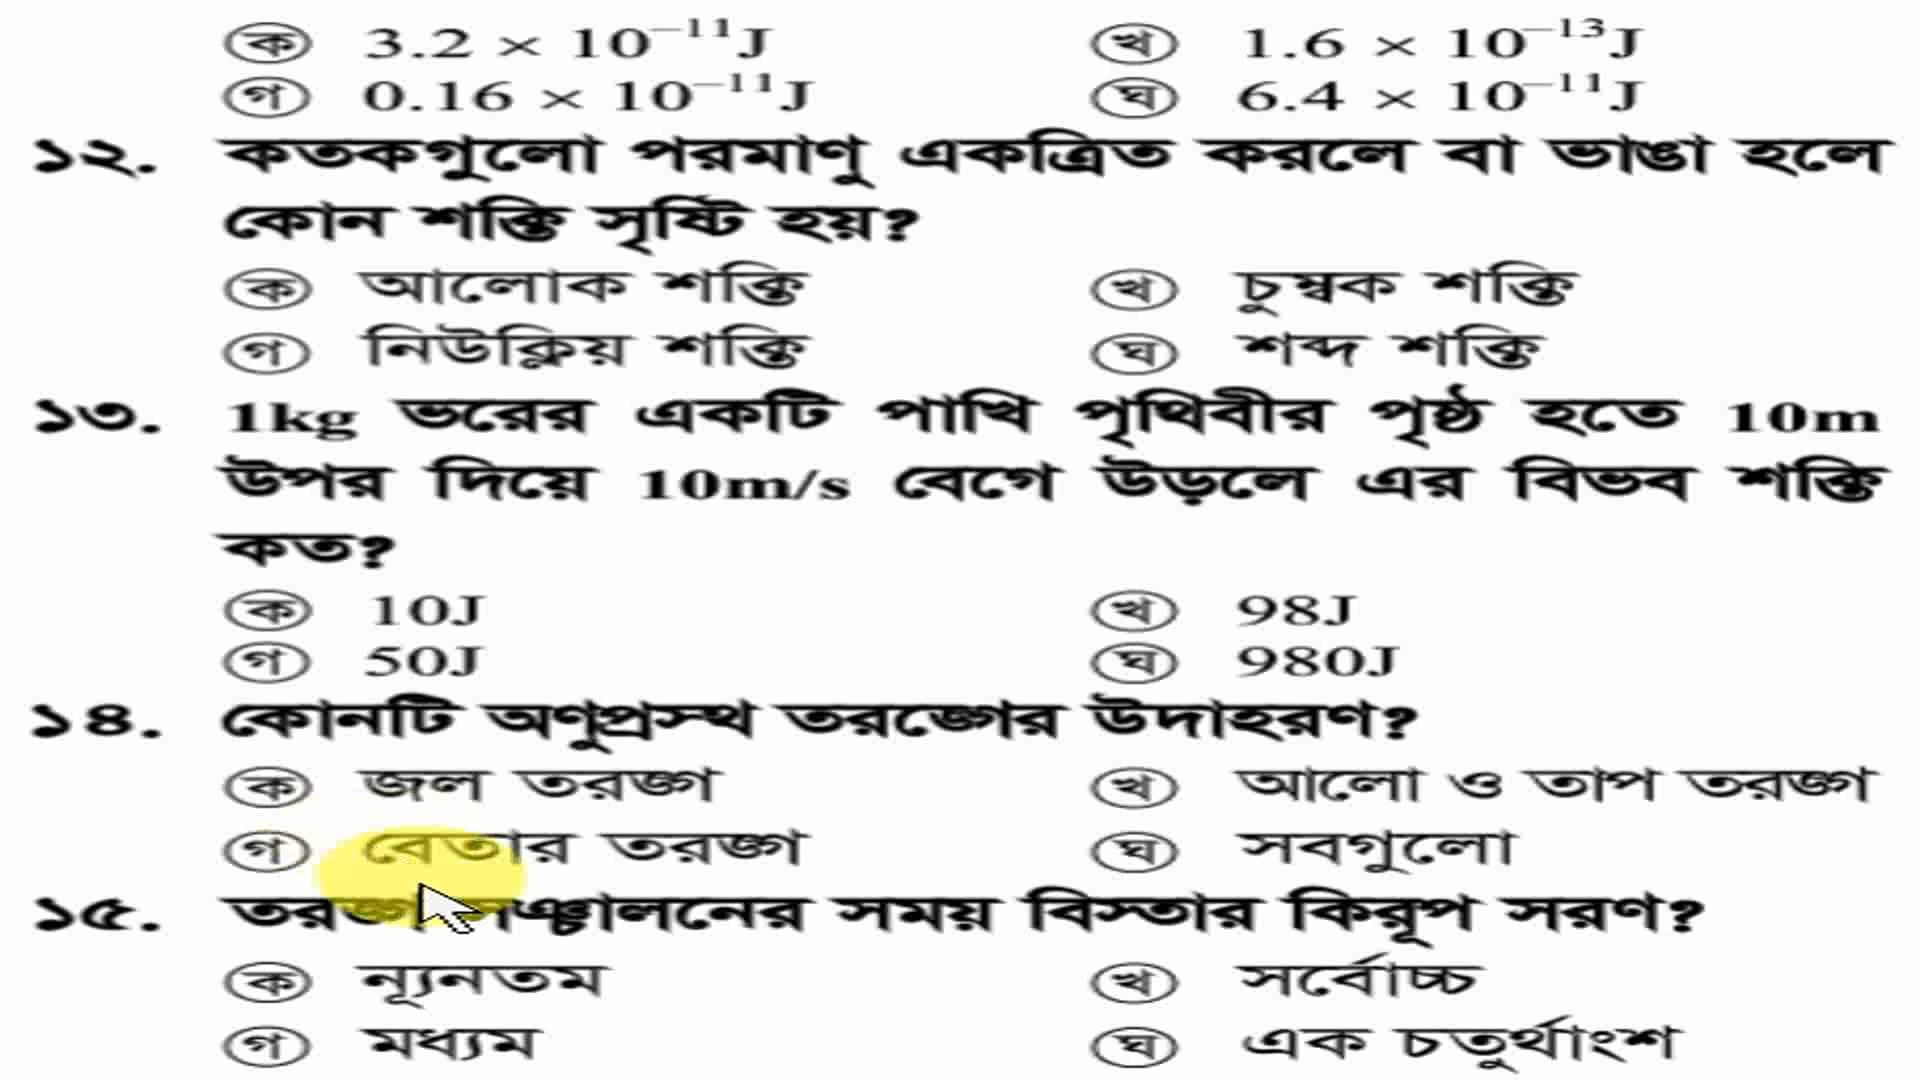 ক 3.2 × 10⁻¹¹J খ 1.6 × 10⁻¹³J
গ 0.16 × 10⁻¹¹J ঘ 6.4 × 10⁻¹¹J
১২. কতকগুলো পরমাণু একত্রিত করলে বা ভাঙা হলে
কোন শক্তি সৃষ্টি হয়?
ক আলোক শক্তি খ চুম্বক শক্তি
গ নিউক্লিয় শক্তি ঘ শব্দ শক্তি
১৩. 1kg ভরের একটি পাখি পৃথিবীর পৃষ্ঠ হতে 10m
উপর দিয়ে 10m/s বেগে উড়লে এর বিভব শক্তি
কত?
ক 10J খ 98J
গ 50J ঘ 980J
১৪. কোনটি অণুপ্রস্থ তরঙ্গের উদাহরণ?
ক জল তরঙ্গ খ আলো ও তাপ তরঙ্গ
গ বেতার তরঙ্গ ঘ সবগুলো
১৫. তরঙ্গ সঞ্চালনের সময় বিস্তার কিরূপ সরণ?
ক ন্যূনতম খ সর্বোচ্চ
গ মধ্যম ঘ এক চতুর্থাংশ